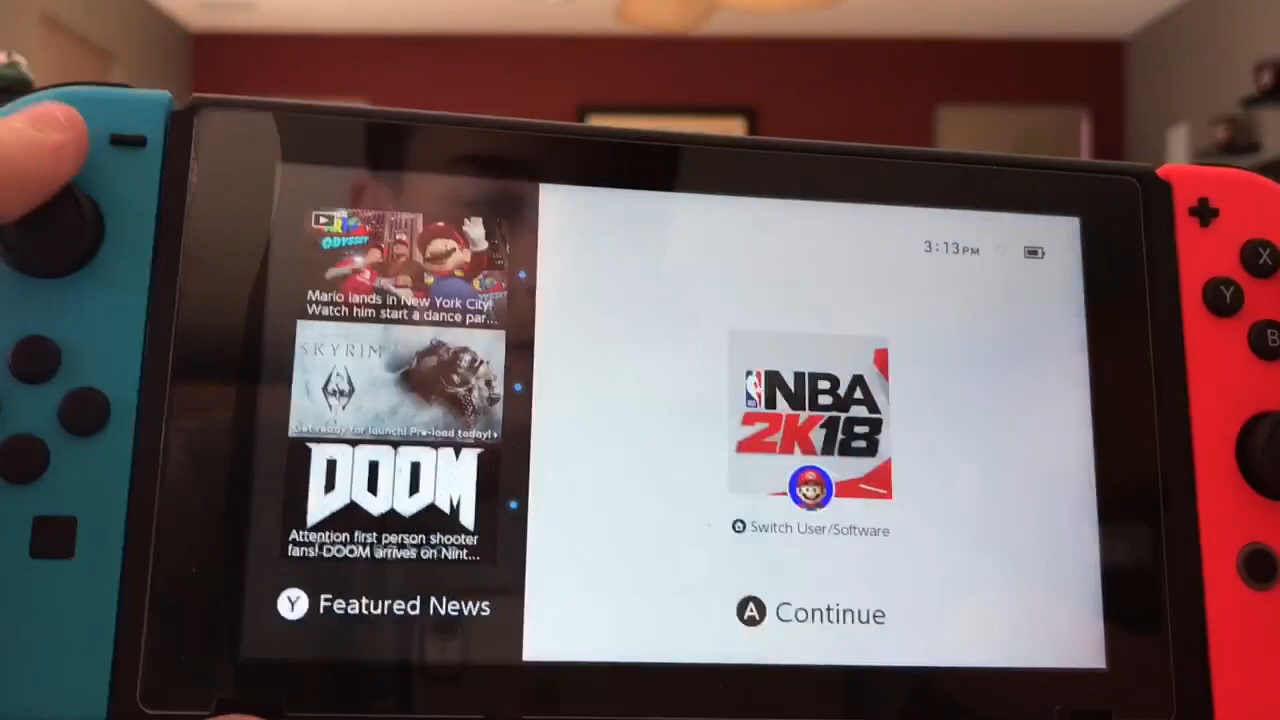 ODYSSEY
Mario lands in New York City!
Watch him start a dance par...
SKYRIM
Get ready for launch! Pre-load today!
DOOM
Attention first person shooter
fans! DOOM arrives on Nint...
Y Featured News
3:13PM
NBA
2K18
Switch User/Software
A Continue
X
Y
B